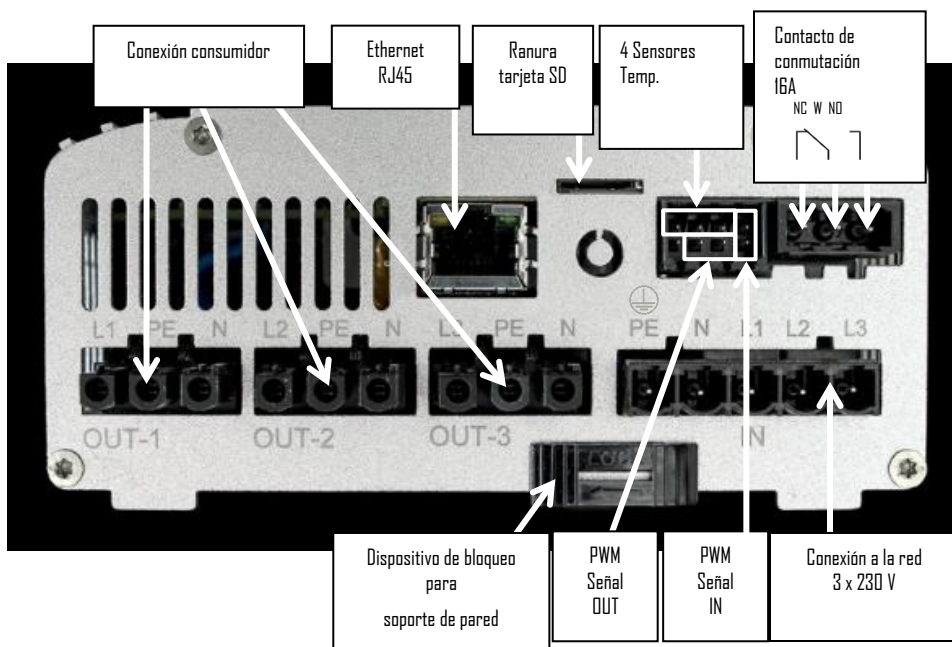 Conexión consumidor
Ethernet
RJ45
Ranura
tarjeta SD
4 Sensores
Temp.
Contacto de
conmutación
16A
NC W NO
L1 PE N L2 PE N L3 PE N PE N L1 L2 L3
OUT-1 OUT-2 OUT-3 IN
Dispositivo de bloqueo
para
soporte de pared
PWM
Señal
OUT
PWM
Señal
IN
Conexión a la red
3 x 230 V